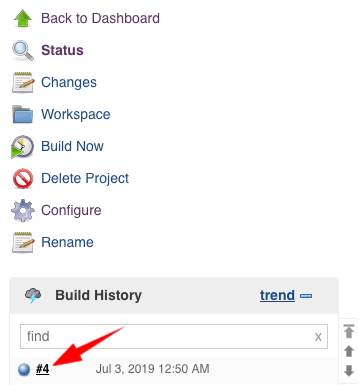 Back to Dashboard
Status
Changes
Workspace
Build Now
Delete Project
Configure
Rename
Build History trend
find x
#4 Jul 3, 2019 12:50 AM